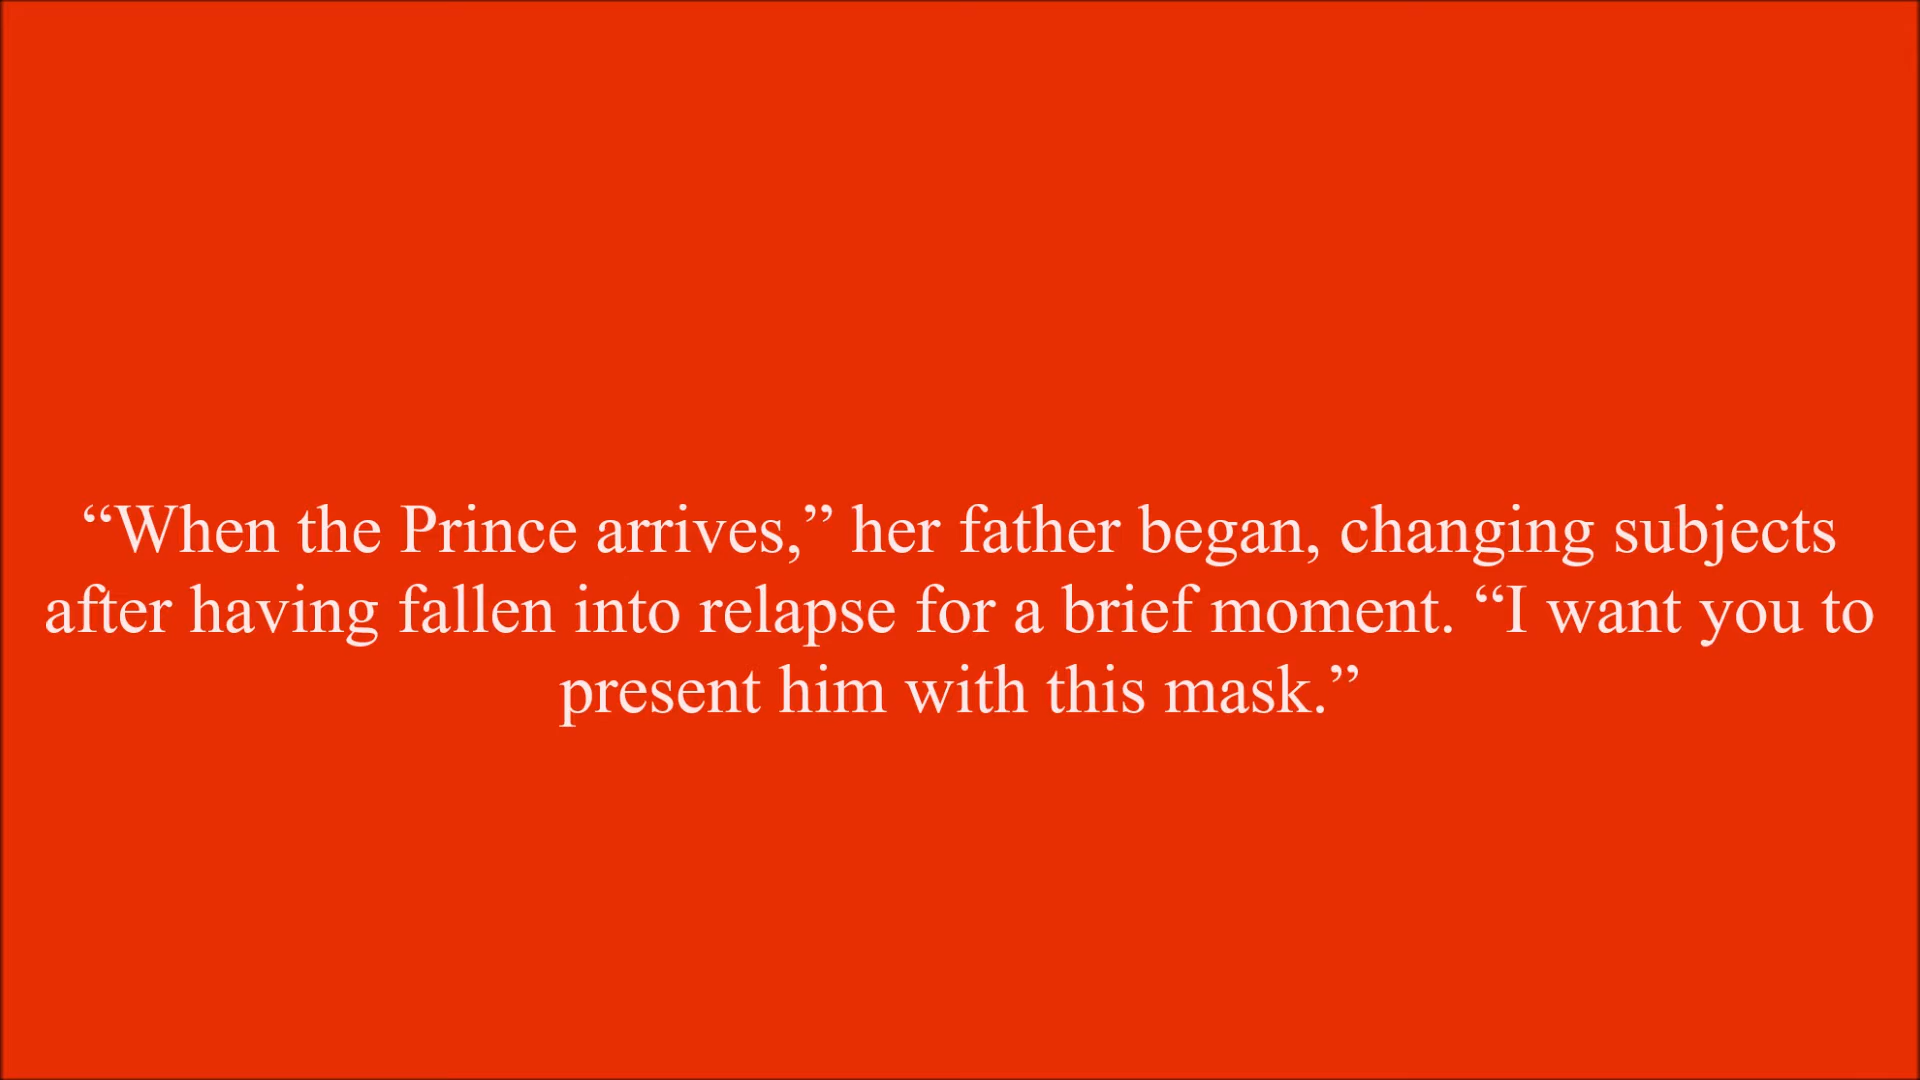 “When the Prince arrives,” her father began, changing subjects
after having fallen into relapse for a brief moment. “I want you to
present him with this mask.”